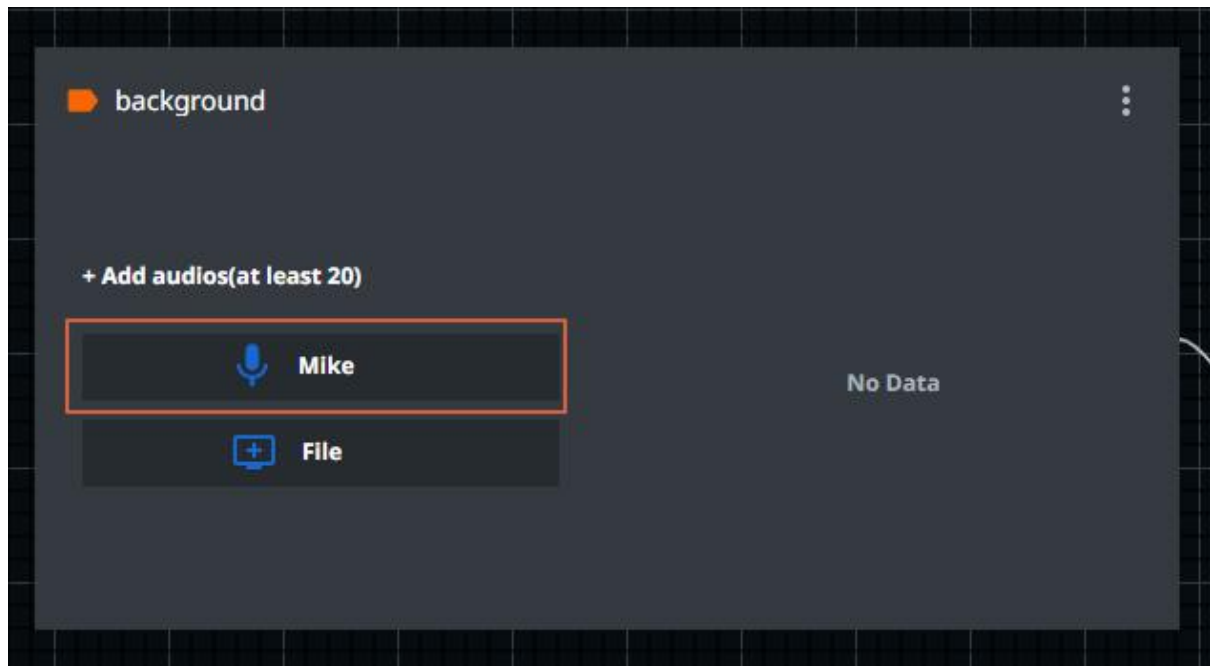 background
+ Add audios(at least 20)
Mike
No Data
File